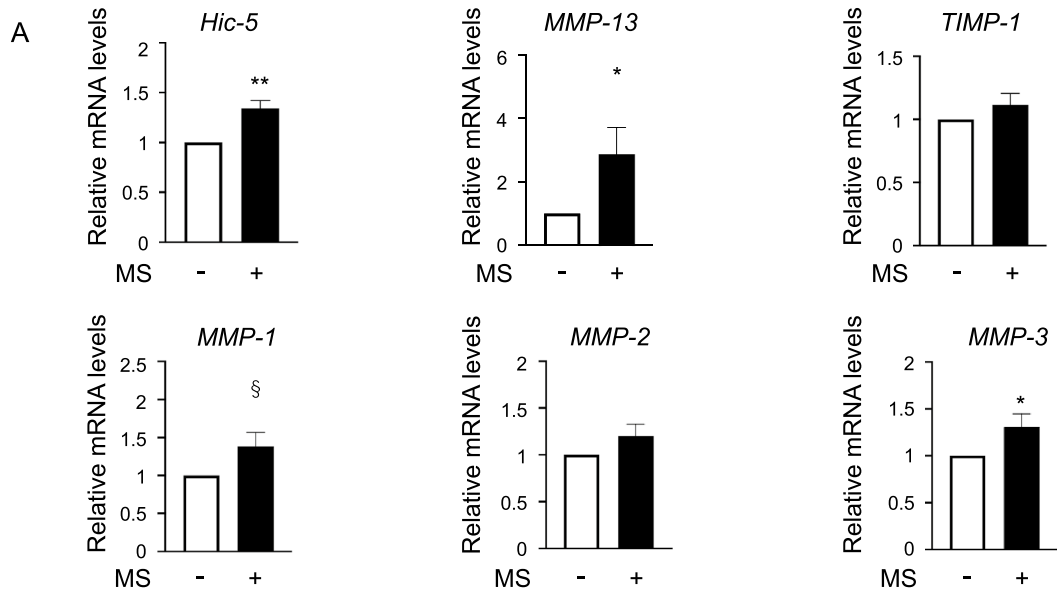 A
Hic-5
Relative mRNA levels
2
1.5
1
0.5
0
**
MS - +
MMP-13
Relative mRNA levels
6
4
2
0
*
MS - +
TIMP-1
Relative mRNA levels
1.5
1
0.5
0
MS - +
MMP-1
Relative mRNA levels
2.5
2
1.5
1
0.5
0
§
MS - +
MMP-2
Relative mRNA levels
2
1.5
1
0.5
0
MS - +
MMP-3
Relative mRNA levels
2
1.5
1
0.5
0
*
MS - +